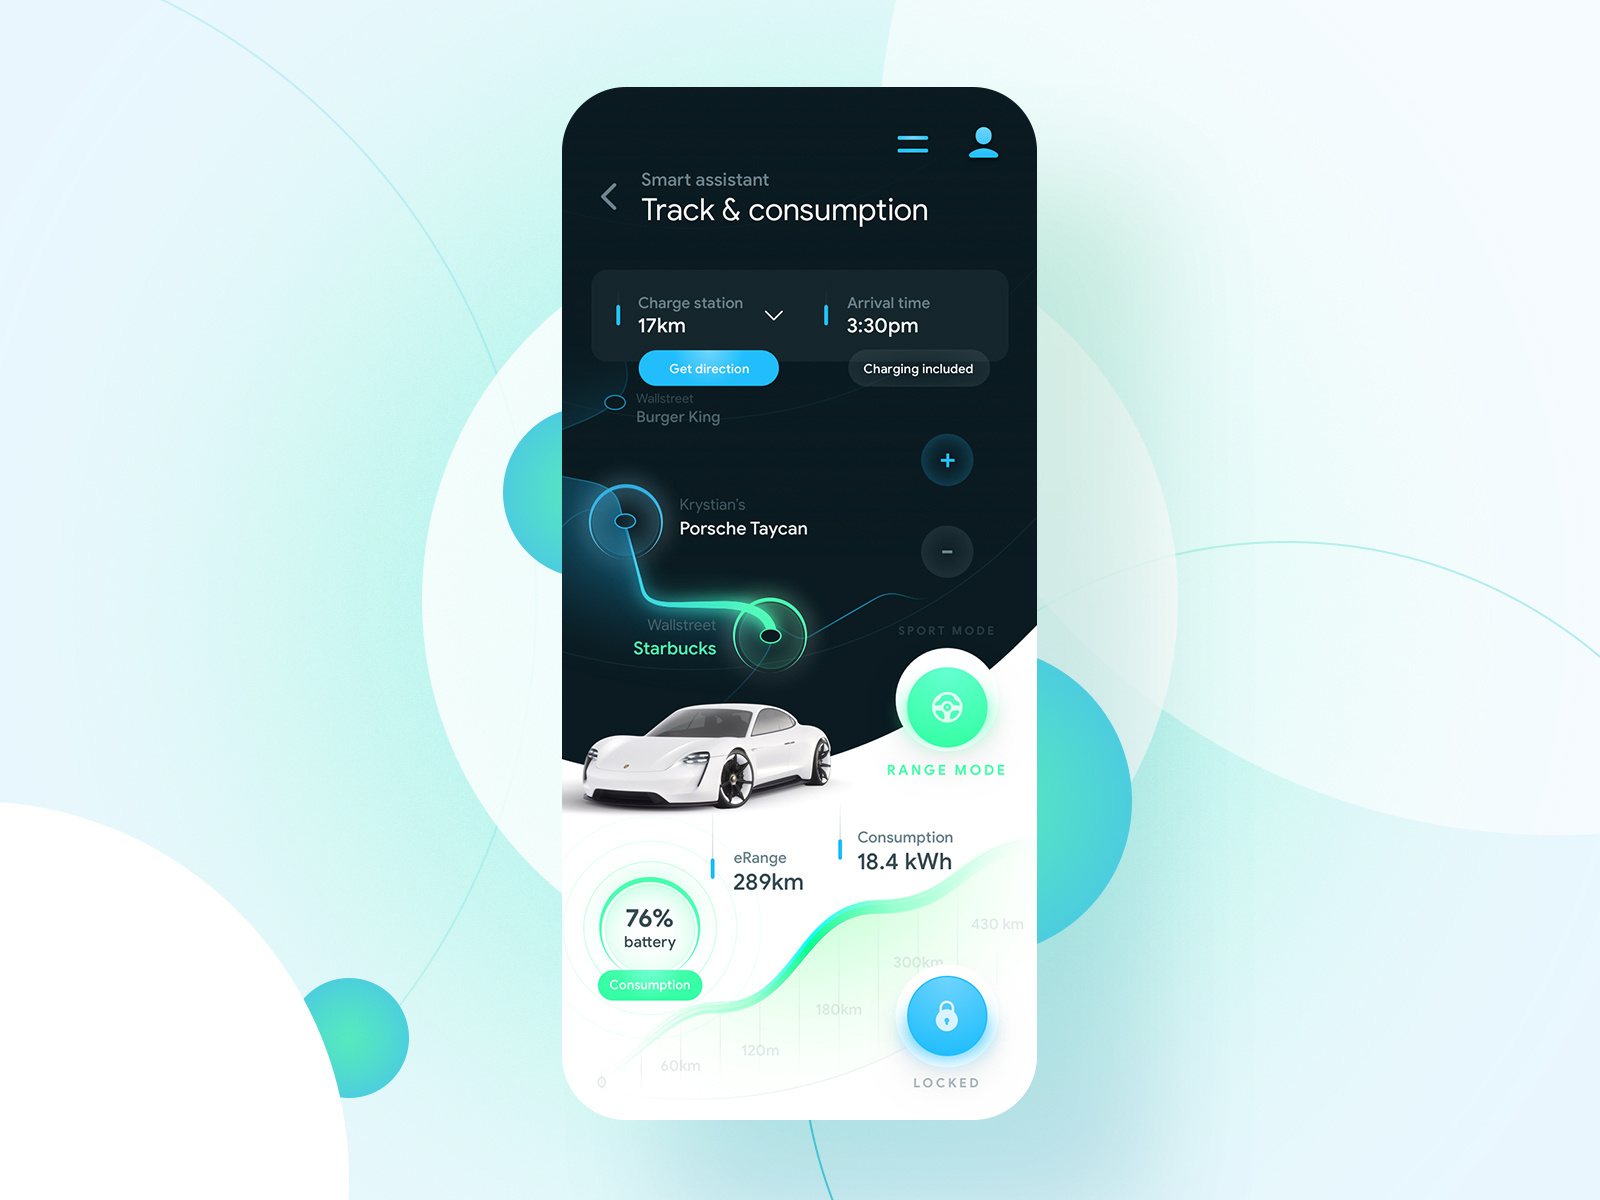 Smart assistant
Track & consumption
Charge station
17km
Arrival time
3:30pm
Get direction
Charging included
Wallstreet
Burger King
+
Krystian's
Porsche Taycan
-
Wallstreet
Starbucks
SPORT MODE
RANGE MODE
Consumption
18.4 kWh
eRange
289km
76%
battery
Consumption
430 km
300km
180km
120m
60km
0
LOCKED